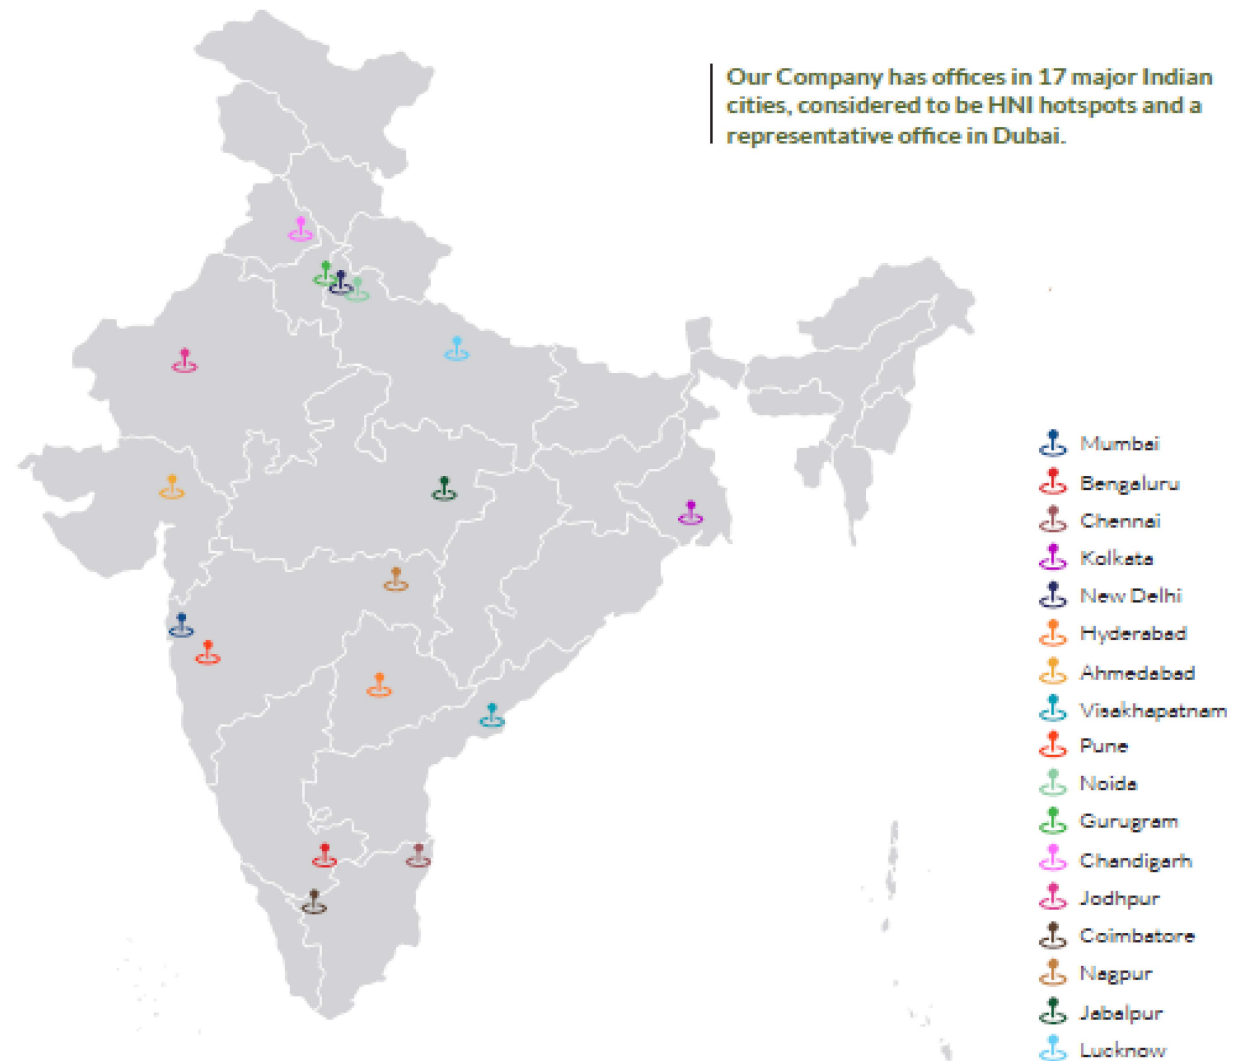 Our Company has offices in 17 major Indian
cities, considered to be HNI hotspots and a
representative office in Dubai.
Mumbai
Bengaluru
Chennai
Kolkata
New Delhi
Hyderabad
Ahmedabad
Visakhapatnam
Pune
Noida
Gurugram
Chandigarh
Jodhpur
Coimbatore
Nagpur
Jabalpur
Lucknow